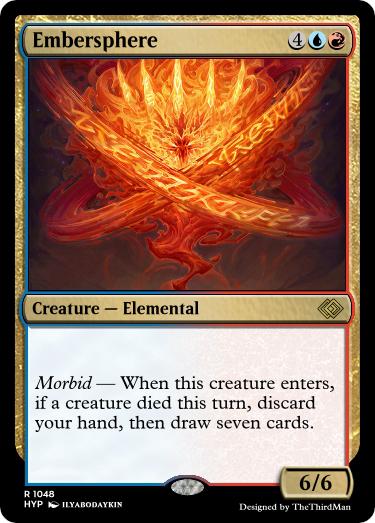 Embersphere 4
Creature — Elemental
Morbid — When this creature enters,
if a creature died this turn, discard
your hand, then draw seven cards.
6/6
R 1048
HYP ILYABODAYKIN
Designed by TheThirdMan